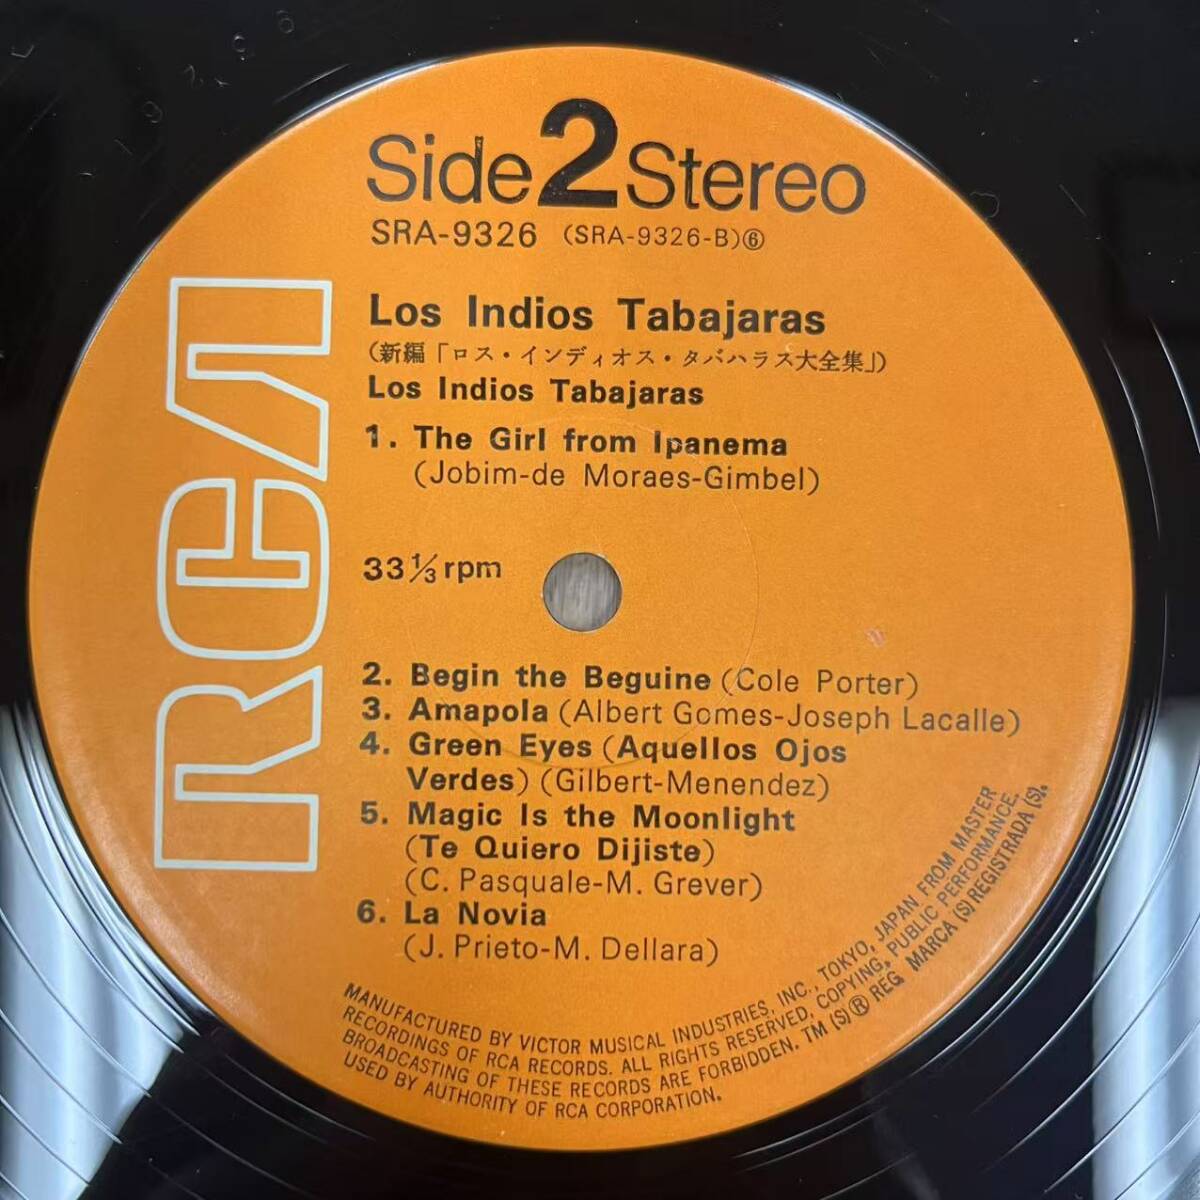 Side 2 Stereo
SRA-9326 (SRA-9326-B)⑥
RCA
Los Indios Tabajaras
(新編「ロス・インディオス・タバハラス大全集」)
Los Indios Tabajaras
1. The Girl from Ipanema
(Jobim-de Moraes-Gimbel)
33 1/3 rpm
2. Begin the Beguine (Cole Porter)
3. Amapola (Albert Gomes-Joseph Lacalle)
4. Green Eyes (Aquellos Ojos
Verdes) (Gilbert-Menendez)
5. Magic Is the Moonlight
(Te Quiero Dijiste)
(C. Pasquale-M. Grever)
6. La Novia
(J. Prieto-M. Dellara)
MANUFACTURED BY VICTOR MUSICAL INDUSTRIES, INC., TOKYO, JAPAN FROM MASTER
RECORDINGS OF RCA RECORDS. ALL RIGHTS RESERVED, COPYING, PUBLIC PERFORMANCE.
BROADCASTING OF THESE RECORDS ARE FORBIDDEN. TM (S) ® REG. MARCA (S) REGISTRADA (S).
USED BY AUTHORITY OF RCA CORPORATION.